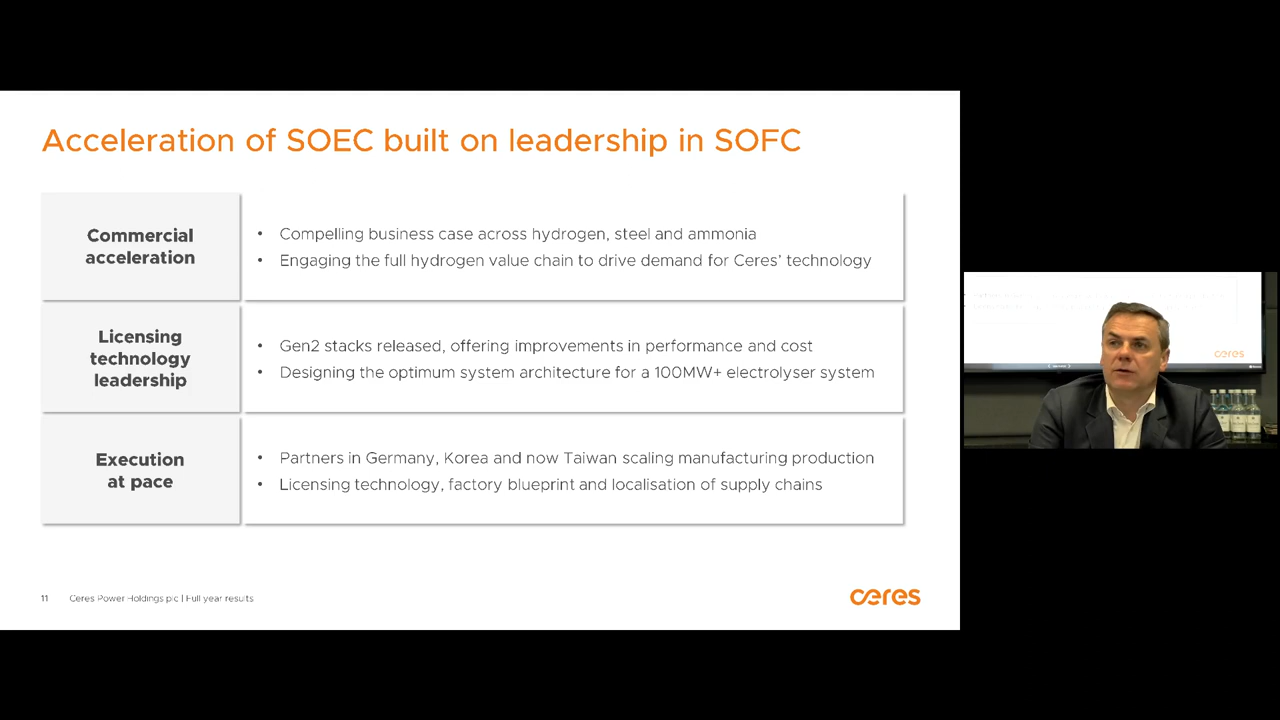 Acceleration of SOEC built on leadership in SOFC
Commercial
acceleration
• Compelling business case across hydrogen, steel and ammonia
• Engaging the full hydrogen value chain to drive demand for Ceres’ technology
Licensing
technology
leadership
• Gen2 stacks released, offering improvements in performance and cost
• Designing the optimum system architecture for a 100MW+ electrolyser system
Execution
at pace
• Partners in Germany, Korea and now Taiwan scaling manufacturing production
• Licensing technology, factory blueprint and localisation of supply chains
11 Ceres Power Holdings plc | Full year results
ceres
ceres